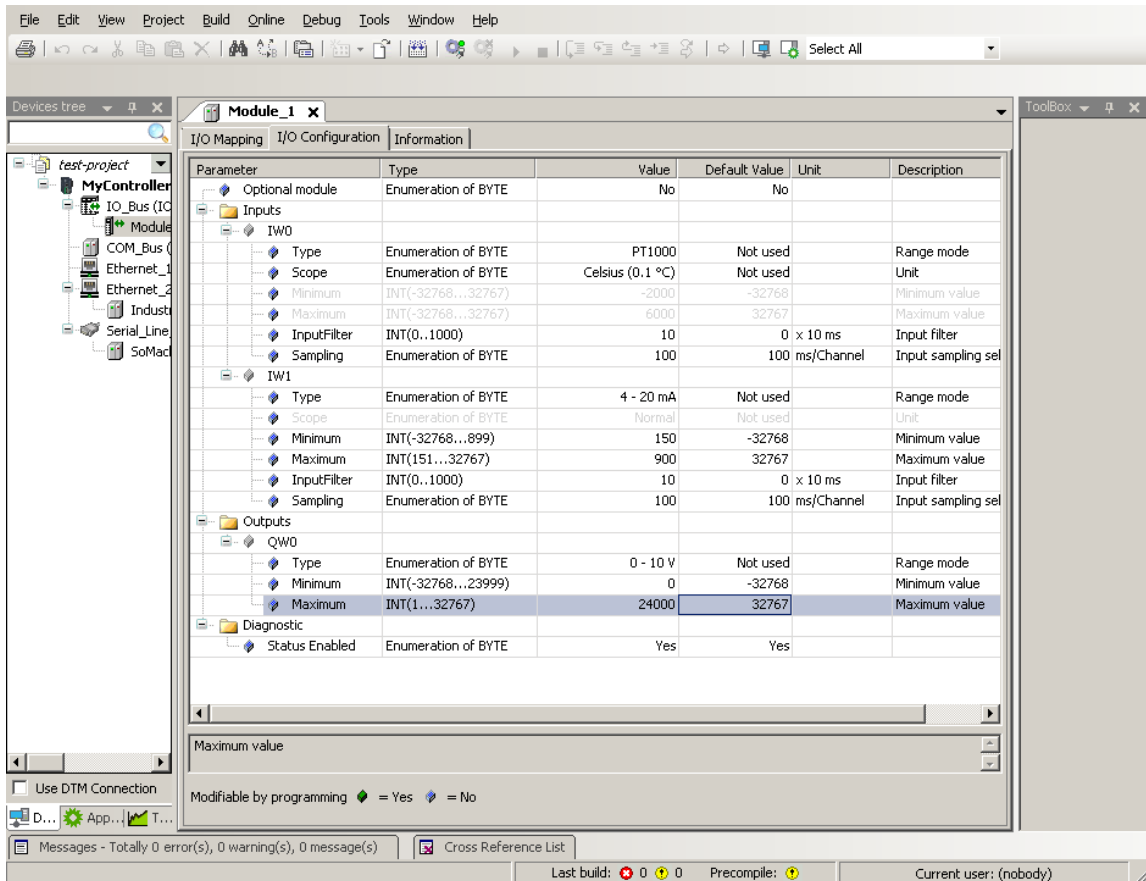 File Edit View Project Build Online Debug Tools Window Help
Select All
Devices tree
Module_1
ToolBox
I/O Mapping I/O Configuration Information
test-project
MyController
IO_Bus (IO
Module
COM_Bus (
Ethernet_1
Ethernet_2
Industr
Serial_Line_
SoMacl
Parameter Type Value Default Value Unit Description
Optional module Enumeration of BYTE No No
Inputs
IW0
Type Enumeration of BYTE PT1000 Not used Range mode
Scope Enumeration of BYTE Celsius (0.1 °C) Not used Unit
Minimum INT(-32768...32767) -2000 -32768 Minimum value
Maximum INT(-32768...32767) 6000 32767 Maximum value
InputFilter INT(0..1000) 10 0 x 10 ms Input filter
Sampling Enumeration of BYTE 100 100 ms/Channel Input sampling sel
IW1
Type Enumeration of BYTE 4 - 20 mA Not used Range mode
Scope Enumeration of BYTE Normal Not used Unit
Minimum INT(-32768...899) 150 -32768 Minimum value
Maximum INT(151...32767) 900 32767 Maximum value
InputFilter INT(0..1000) 10 0 x 10 ms Input filter
Sampling Enumeration of BYTE 100 100 ms/Channel Input sampling sel
Outputs
QW0
Type Enumeration of BYTE 0 - 10 V Not used Range mode
Minimum INT(-32768...23999) 0 -32768 Minimum value
Maximum INT(1...32767) 24000 32767 Maximum value
Diagnostic
Status Enabled Enumeration of BYTE Yes Yes
Maximum value
Use DTM Connection
Modifiable by programming = Yes = No
D... App... T...
Messages - Totally 0 error(s), 0 warning(s), 0 message(s) Cross Reference List
Last build: 0 0 Precompile: Current user: (nobody)